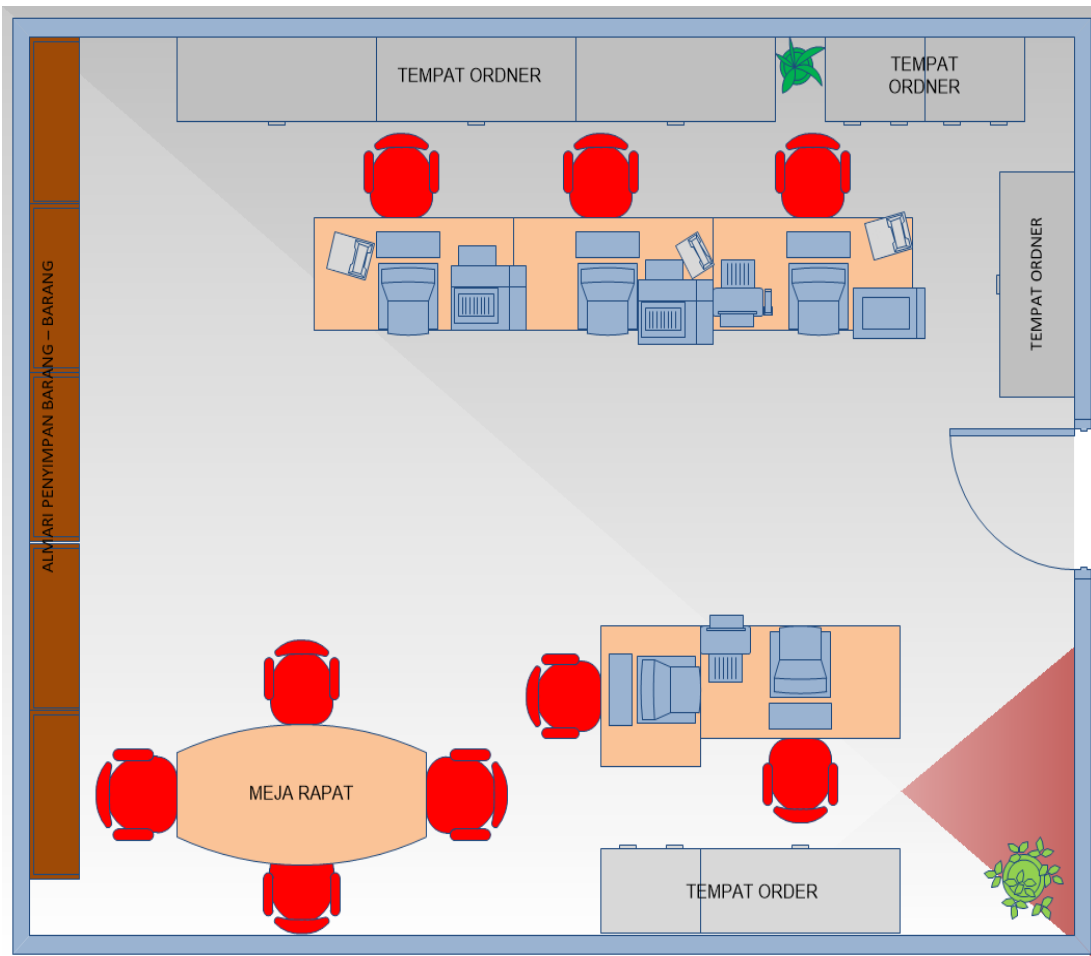 TEMPAT ORDNER
TEMPAT
ORDNER
TEMPAT ORDNER
ALMARI PENYIMPAN BARANG – BARANG
MEJA RAPAT
TEMPAT ORDER